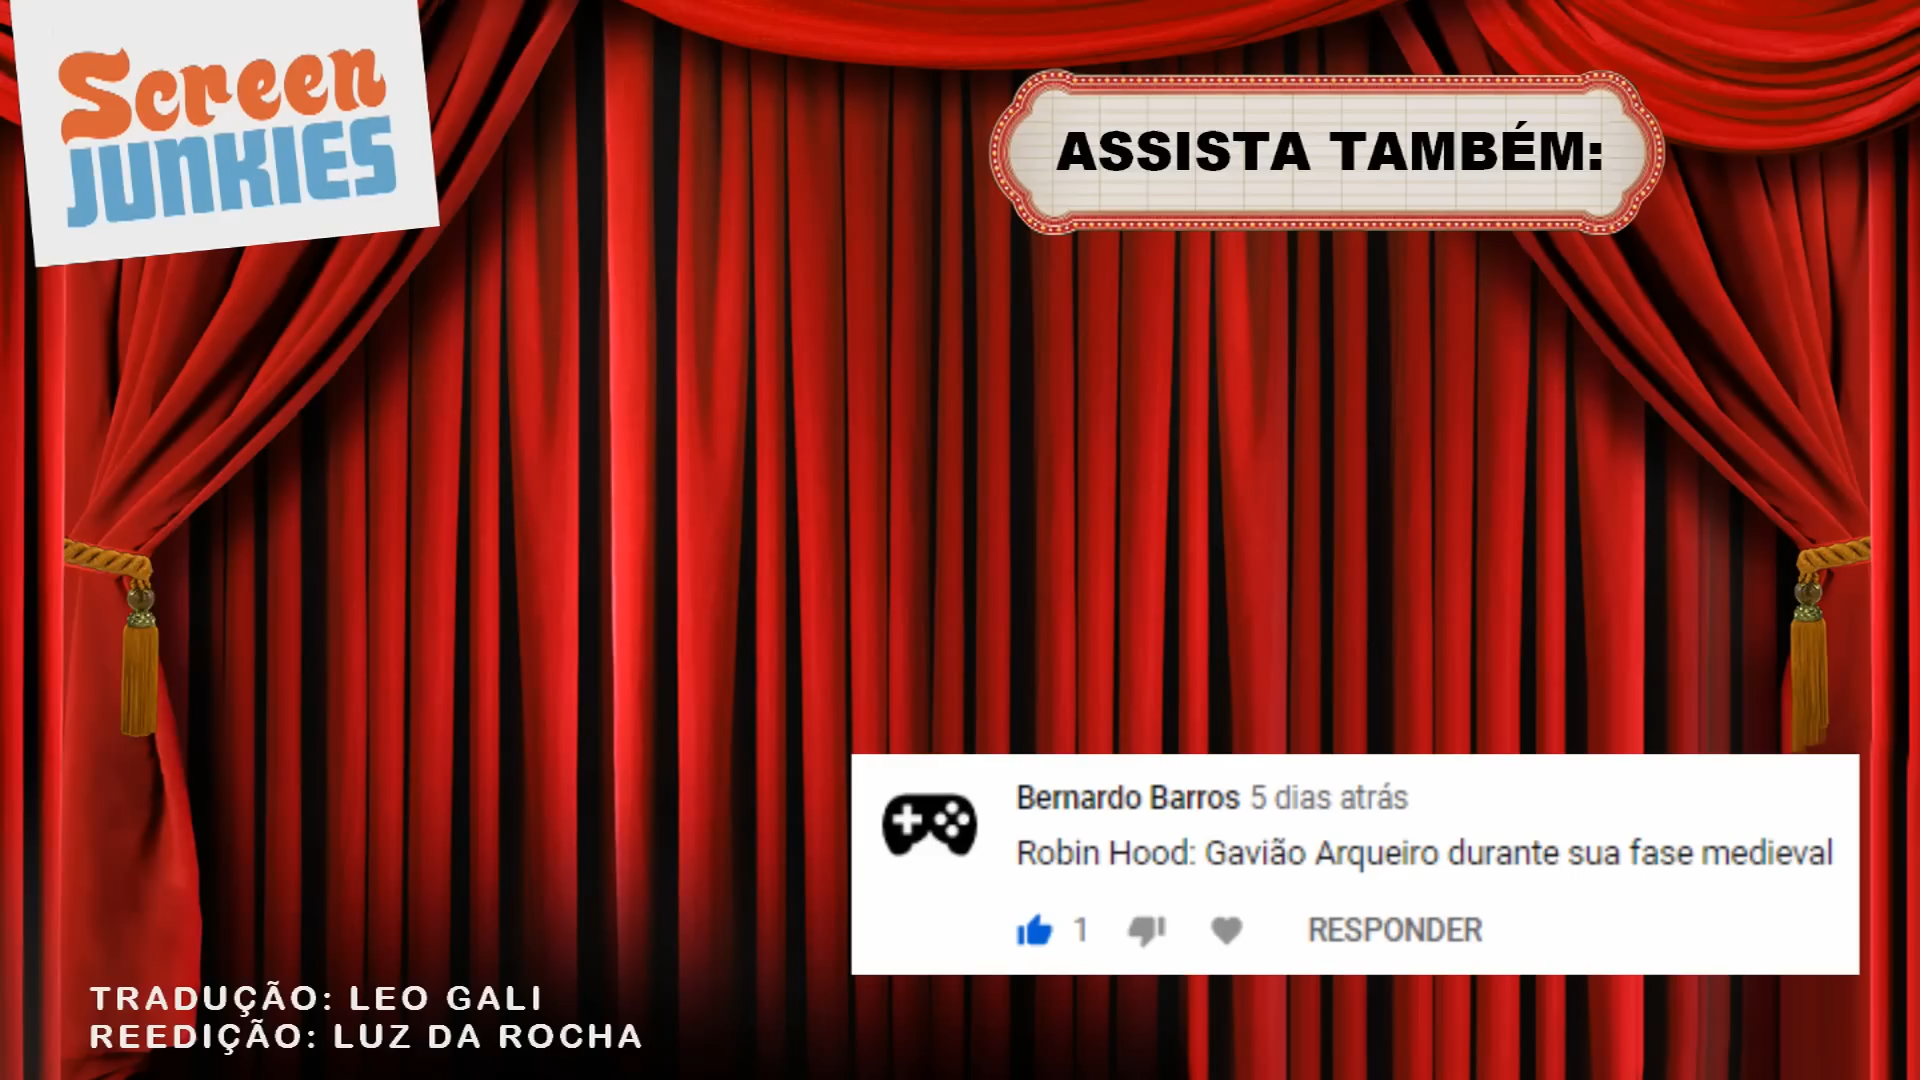 Screen
JUNKIES
ASSISTA TAMBÉM:
Bernardo Barros 5 dias atrás
Robin Hood: Gavião Arqueiro durante sua fase medieval
1
RESPONDER
TRADUÇÃO: LEO GALI
REEDIÇÃO: LUZ DA ROCHA